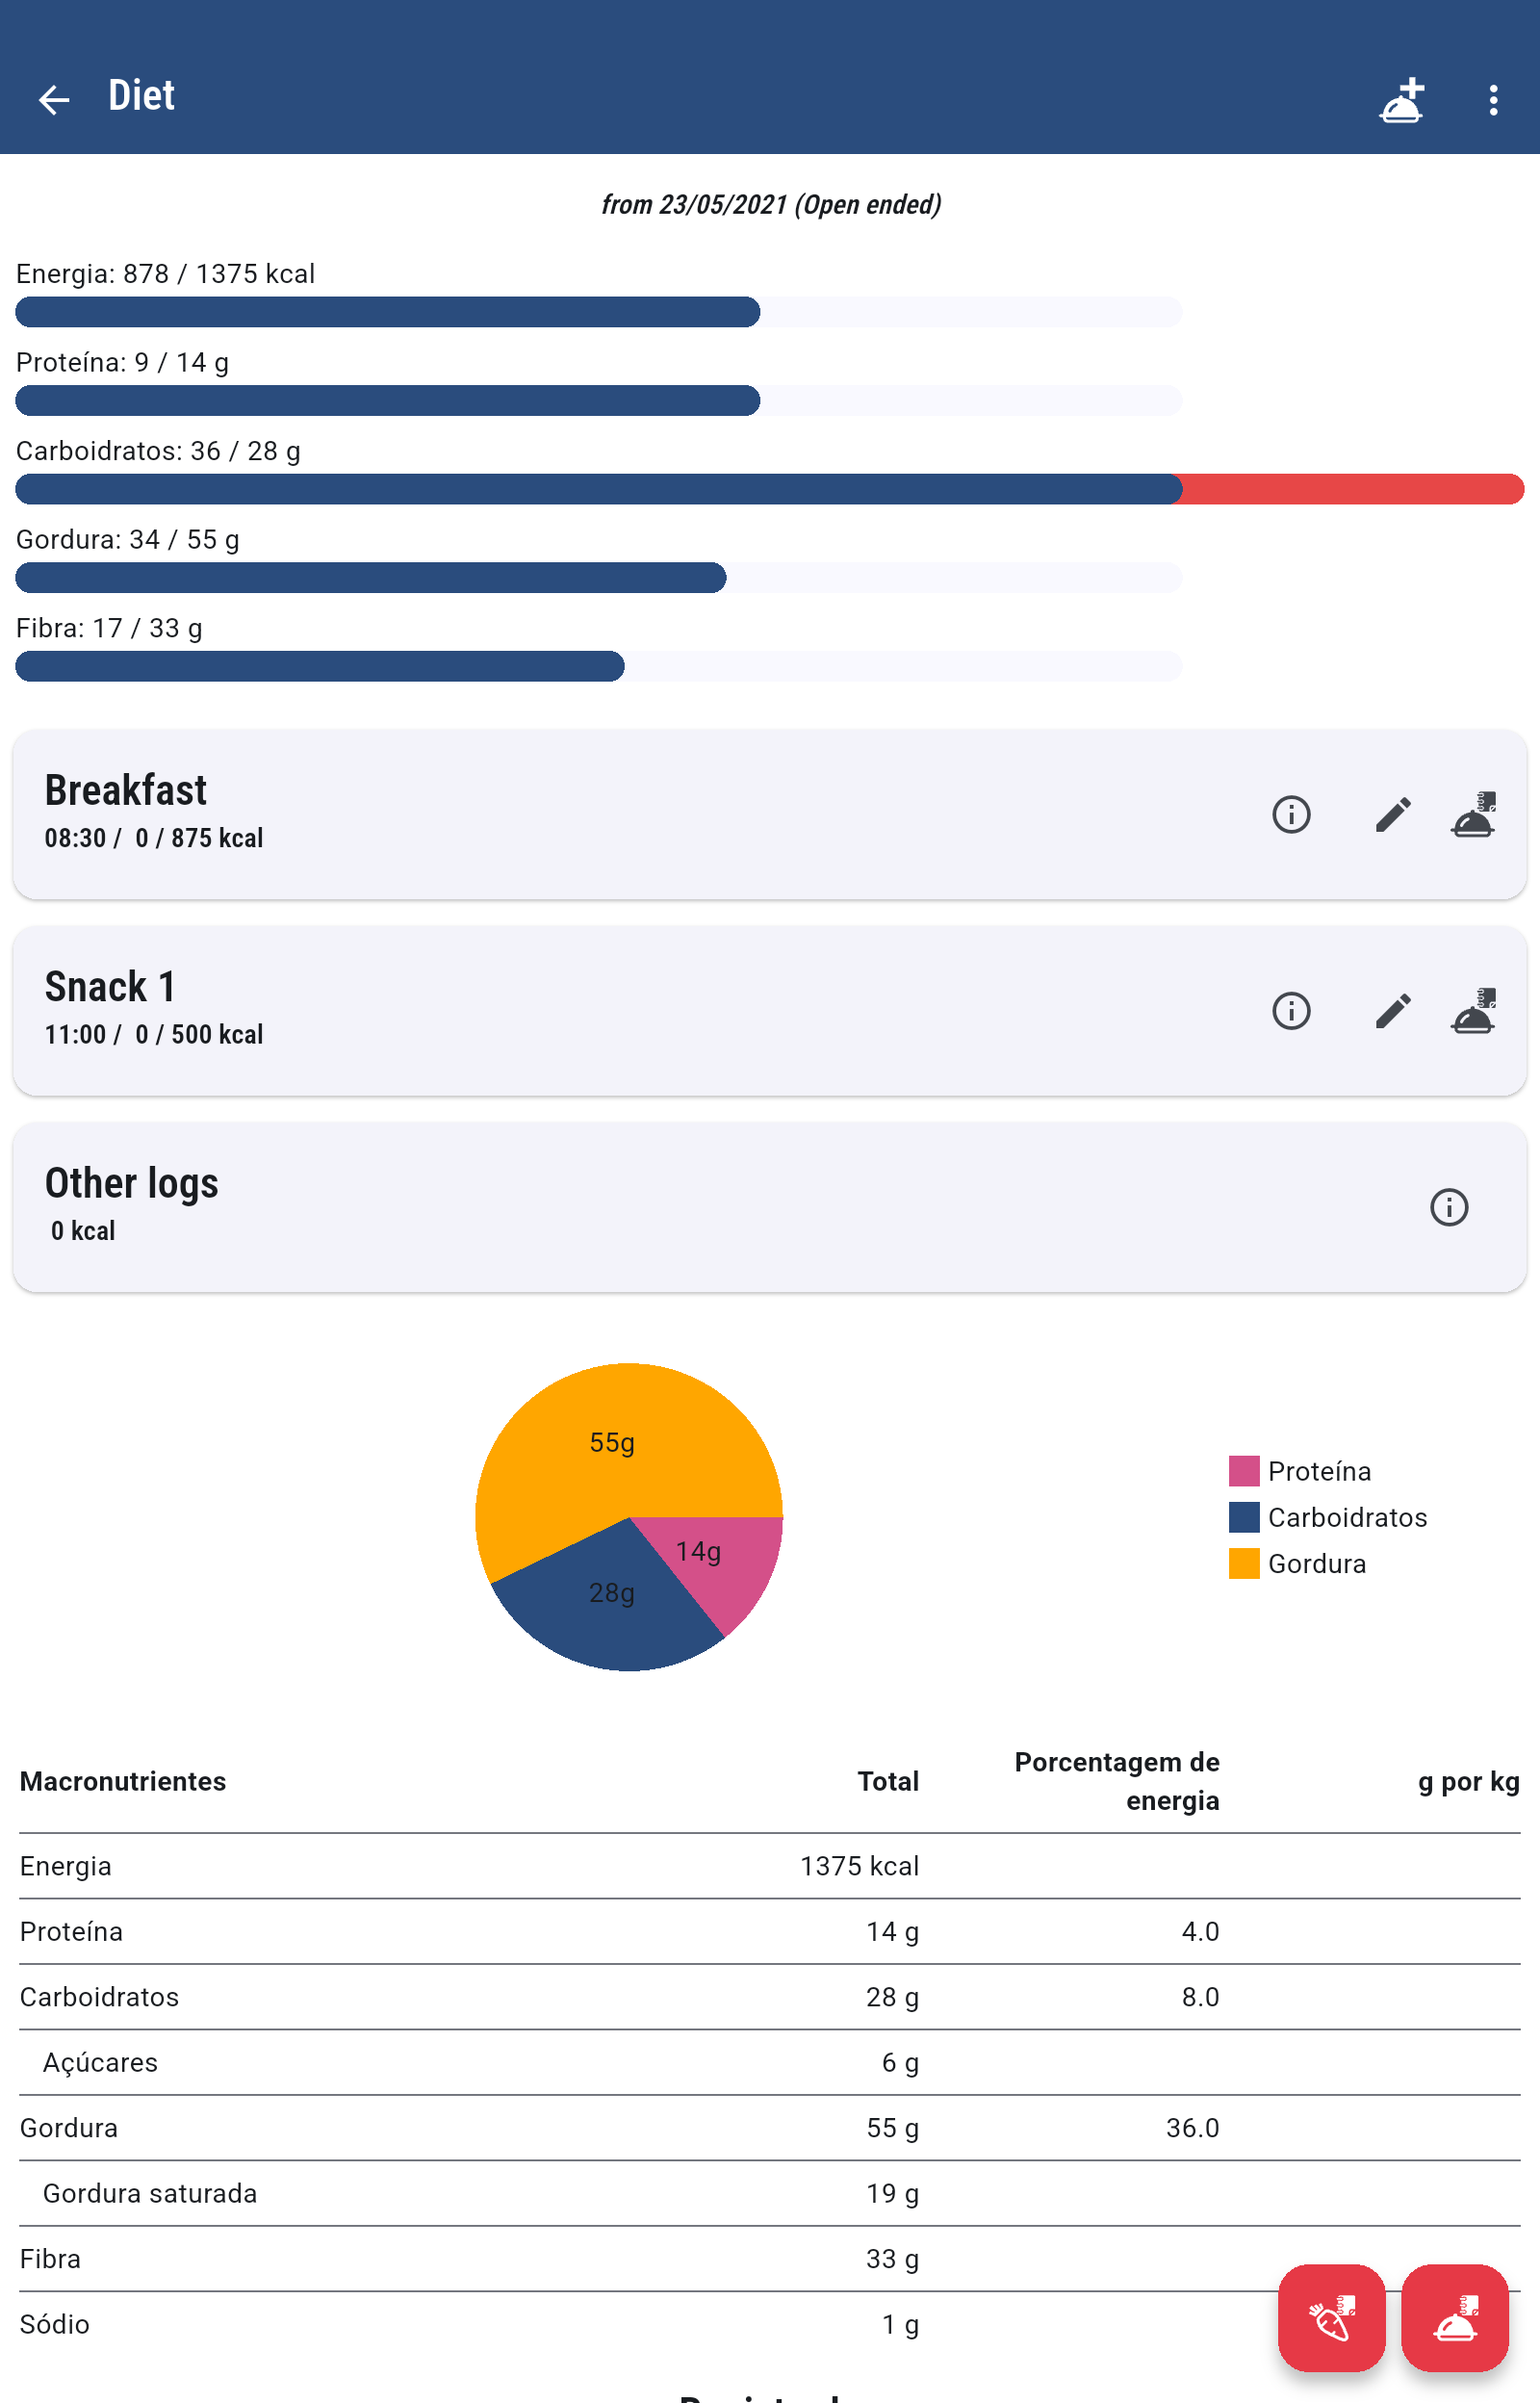 Diet
from 23/05/2021 (Open ended)
Energia: 878 / 1375 kcal
Proteína: 9 / 14 g
Carboidratos: 36 / 28 g
Gordura: 34 / 55 g
Fibra: 17 / 33 g
Breakfast
08:30 / 0 / 875 kcal
Snack 1
11:00 / 0 / 500 kcal
Other logs
0 kcal
55g
14g
28g
Proteína
Carboidratos
Gordura
Macronutrientes Total Porcentagem de energia g por kg
Energia 1375 kcal
Proteína 14 g 4.0
Carboidratos 28 g 8.0
Açúcares 6 g
Gordura 55 g 36.0
Gordura saturada 19 g
Fibra 33 g
Sódio 1 g